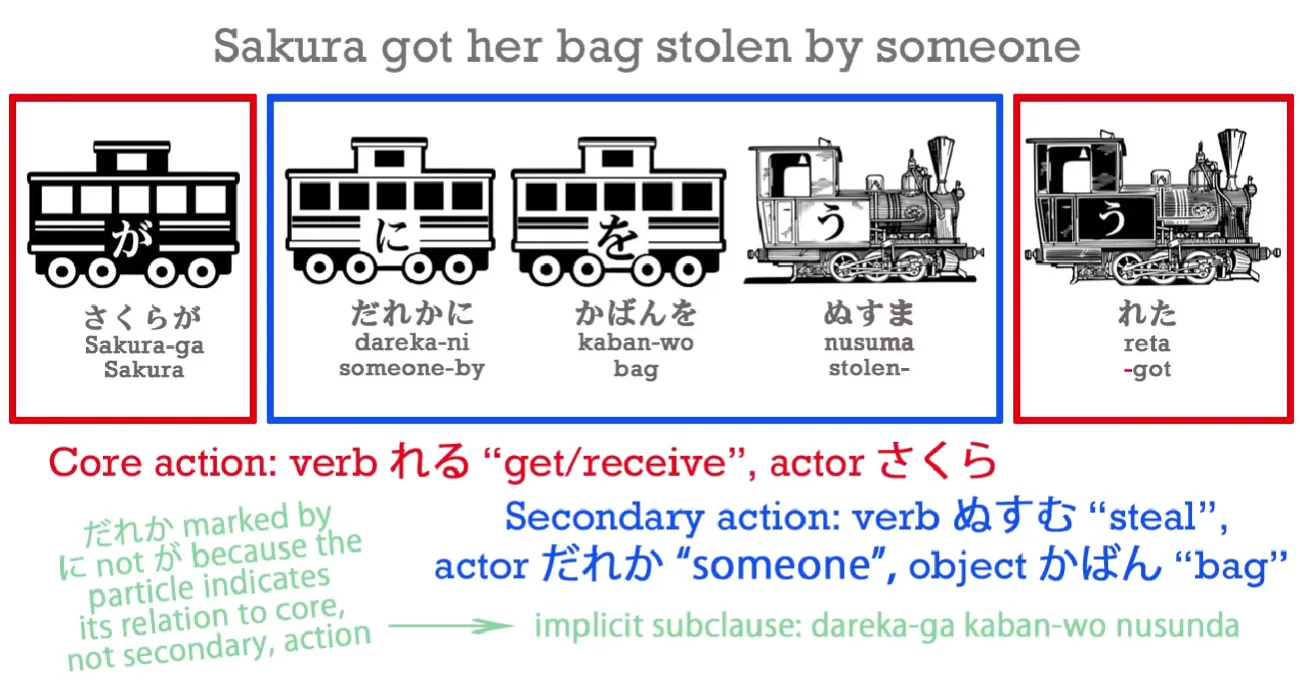 Sakura got her bag stolen by someone
が
に
を
う
う
さくらが
Sakura-ga
Sakura
だれかに
dareka-ni
someone-by
かばんを
kaban-wo
bag
ぬすま
nusuma
stolen-
れた
reta
-got
Core action: verb れる “get/receive”, actor さくら
だれか marked by
に not が because the
particle indicates
its relation to core,
not secondary, action
Secondary action: verb ぬすむ “steal”,
actor だれか “someone”, object かばん “bag”
implicit subclause: dareka-ga kaban-wo nusunda